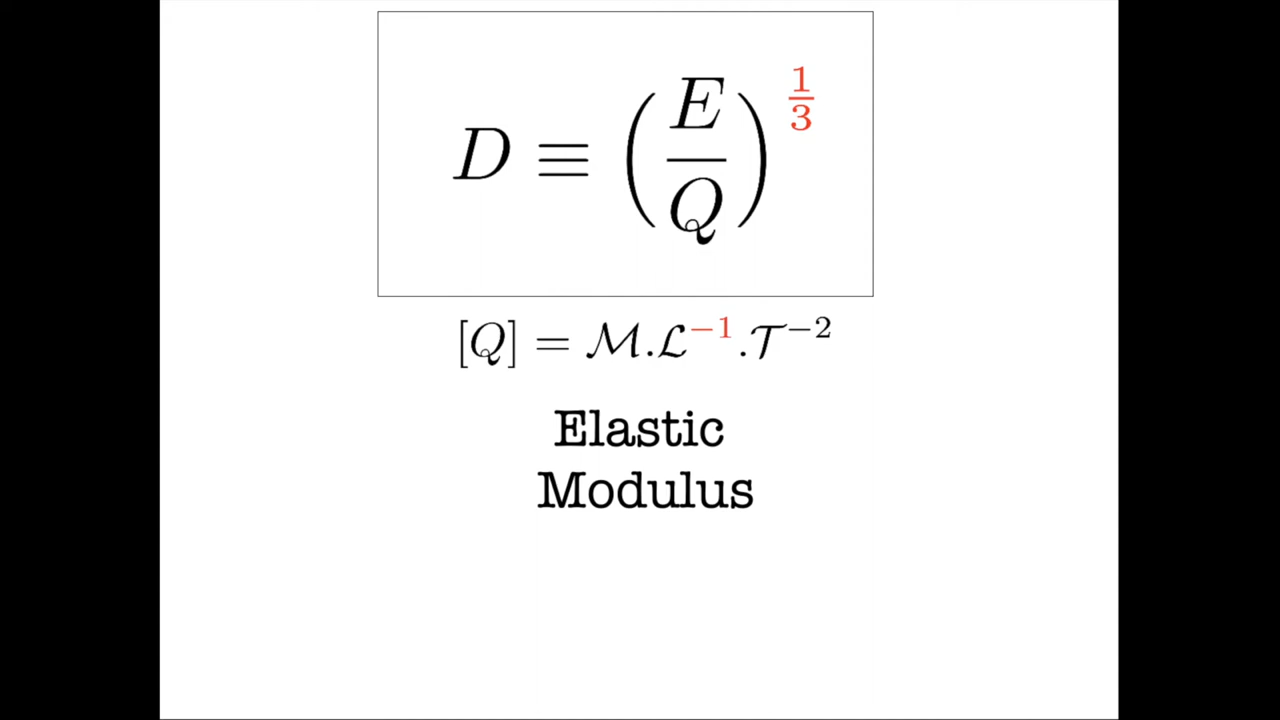 D ≡ (E/Q)^{1/3}
[Q] = ℳ.ℒ^{−1}.𝒯^{−2}
Elastic
Modulus